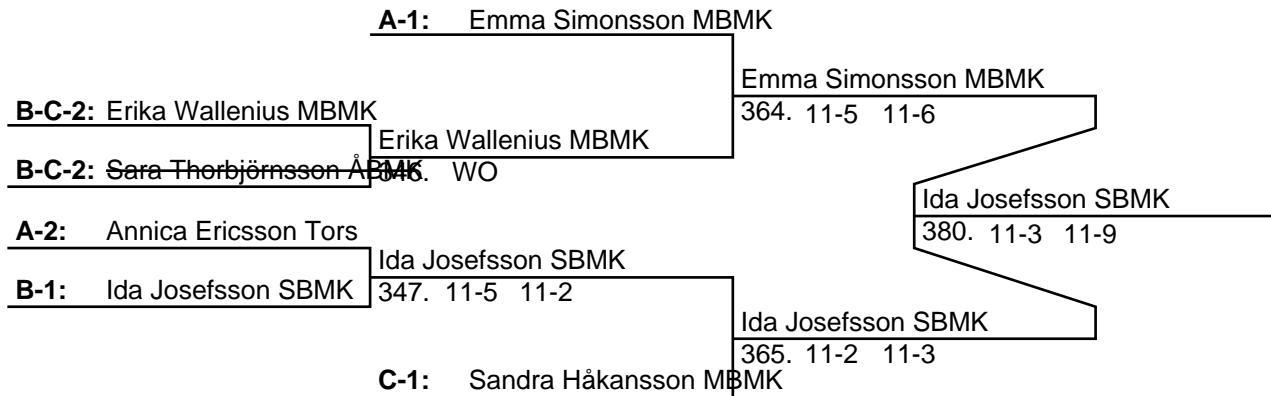 A-1: Emma Simonsson MBMK
Emma Simonsson MBMK
364. 11-5 11-6
B-C-2: Erika Wallenius MBMK
Erika Wallenius MBMK
346. WO
B-C-2: Sara Thorbjörnsson ÅBMK
Ida Josefsson SBMK
380. 11-3 11-9
A-2: Annica Ericsson Tors
Ida Josefsson SBMK
347. 11-5 11-2
B-1: Ida Josefsson SBMK
Ida Josefsson SBMK
365. 11-2 11-3
C-1: Sandra Håkansson MBMK